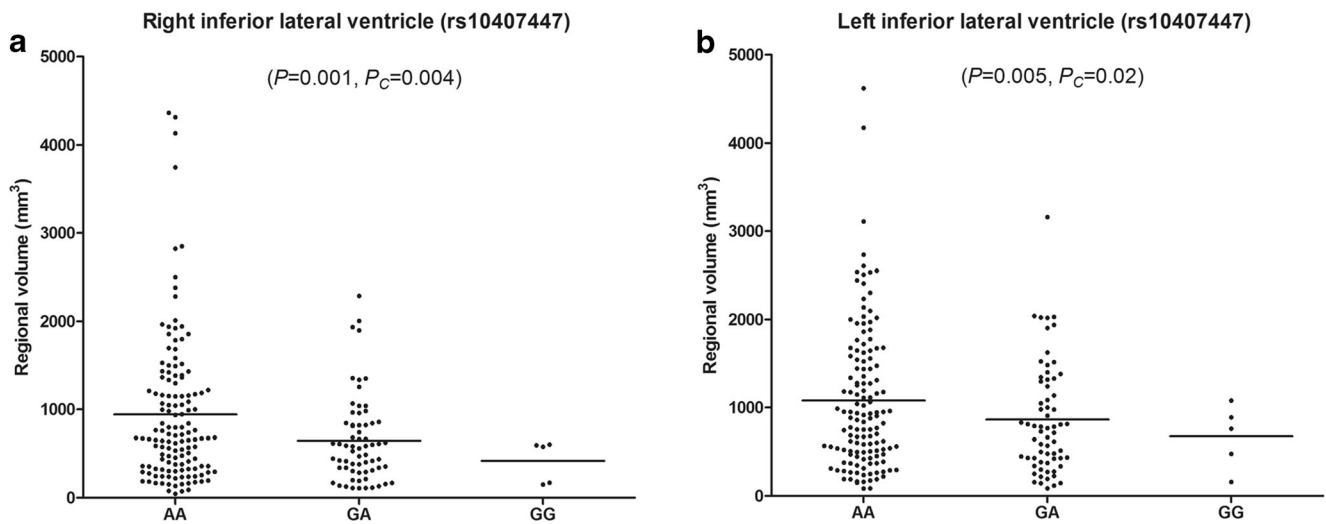 a
Right inferior lateral ventricle (rs10407447)
(P=0.001, PC=0.004)
Regional volume (mm3)
5000
4000
3000
2000
1000
0
AA GA GG
b
Left inferior lateral ventricle (rs10407447)
(P=0.005, PC=0.02)
Regional volume (mm3)
5000
4000
3000
2000
1000
0
AA GA GG